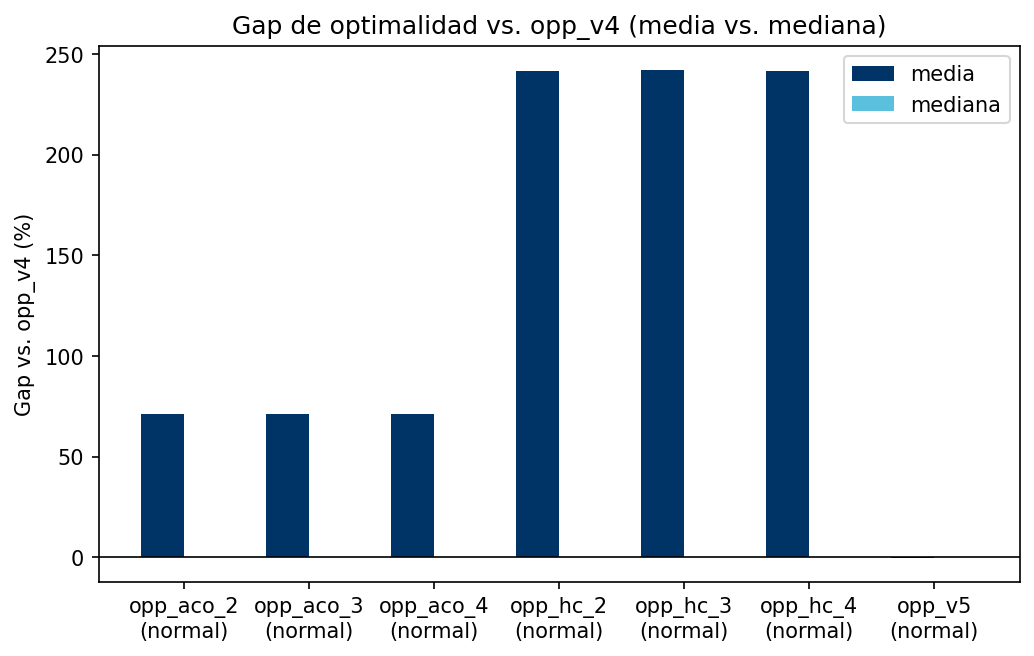 Gap de optimalidad vs. opp_v4 (media vs. mediana)
media
mediana
Gap vs. opp_v4 (%)
250
200
150
100
50
0
opp_aco_2
(normal)
opp_aco_3
(normal)
opp_aco_4
(normal)
opp_hc_2
(normal)
opp_hc_3
(normal)
opp_hc_4
(normal)
opp_v5
(normal)